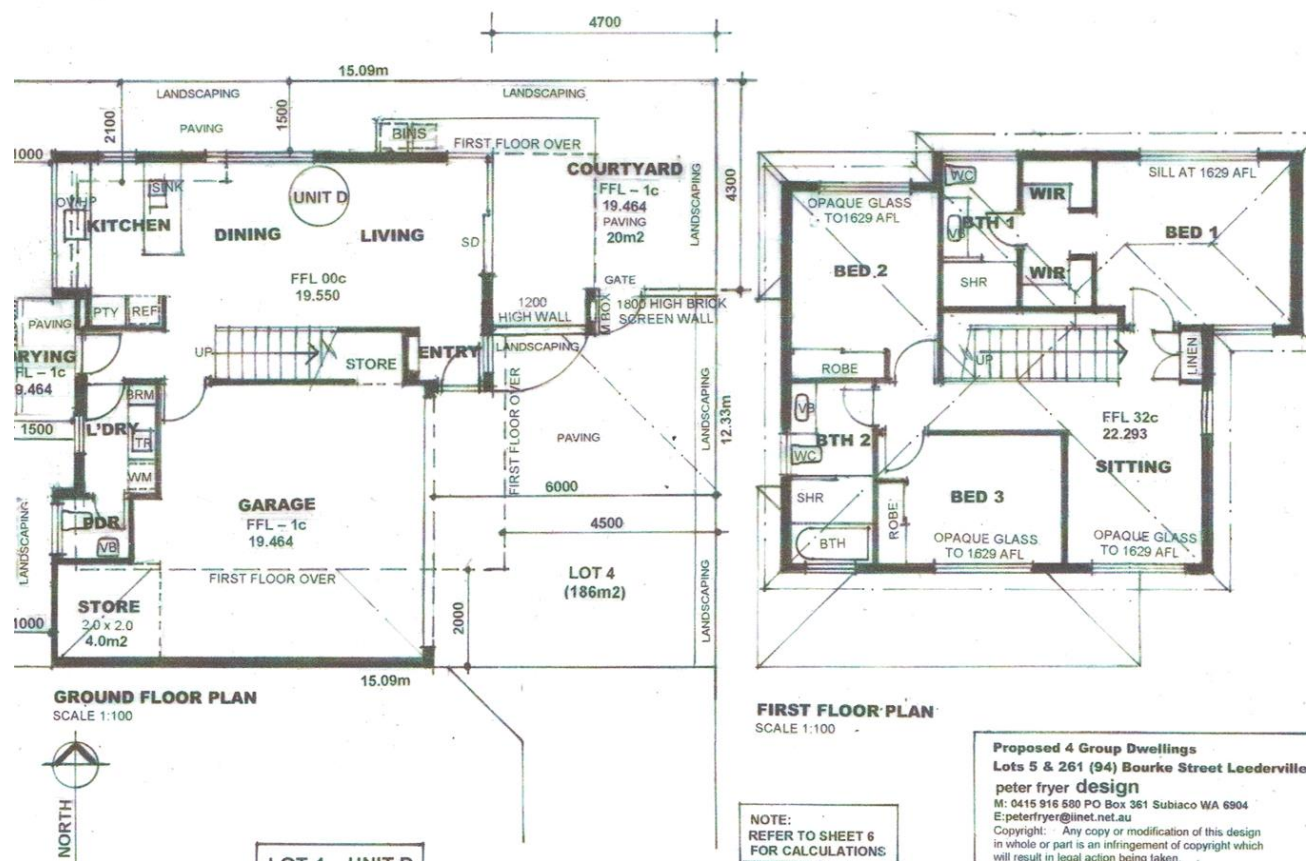 4700
15.09m
LANDSCAPING
LANDSCAPING
2100
1500
PAVING
BINS
FIRST FLOOR OVER
1000
COURTYARD
FFL – 1c
19.464
PAVING
20m2
LANDSCAPING
4300
SINK
UNIT D
KITCHEN
DINING
LIVING
SD
FFL 00c
19.550
GATE
PTY
REF
1200
HIGH WALL
M BOX
1800 HIGH BRICK
SCREEN WALL
PAVING
DRYING
FL – 1c
9.464
UP
STORE
ENTRY
LANDSCAPING
BRM
L'DRY
TR
WM
1500
FIRST FLOOR OVER
PAVING
LANDSCAPING
12.33m
6000
GARAGE
FFL – 1c
19.464
4500
PDR
VB
LANDSCAPING
FIRST FLOOR OVER
LOT 4
(186m2)
LANDSCAPING
STORE
2.0 x 2.0
4.0m2
1000
2000
15.09m
GROUND FLOOR PLAN
SCALE 1:100
NORTH
LOT 4 UNIT D
WC
WIR
SILL AT 1629 AFL
OPAQUE GLASS
TO1629 AFL
VB
BTH 1
BED 1
BED 2
SHR
WIR
UP
LINEN
ROBE
VB
BTH 2
WC
FFL 32c
22.293
SITTING
SHR
BED 3
ROBE
BTH
OPAQUE GLASS
TO 1629 AFL
OPAQUE GLASS
TO 1629 AFL
FIRST FLOOR PLAN
SCALE 1:100
NOTE:
REFER TO SHEET 6
FOR CALCULATIONS
Proposed 4 Group Dwellings
Lots 5 & 261 (94) Bourke Street Leederville
peter fryer design
M: 0415 916 580 PO Box 361 Subiaco WA 6904
E:peterfryer@iinet.net.au
Copyright: Any copy or modification of this design
in whole or part is an infringement of copyright which
will result in legal action being taken